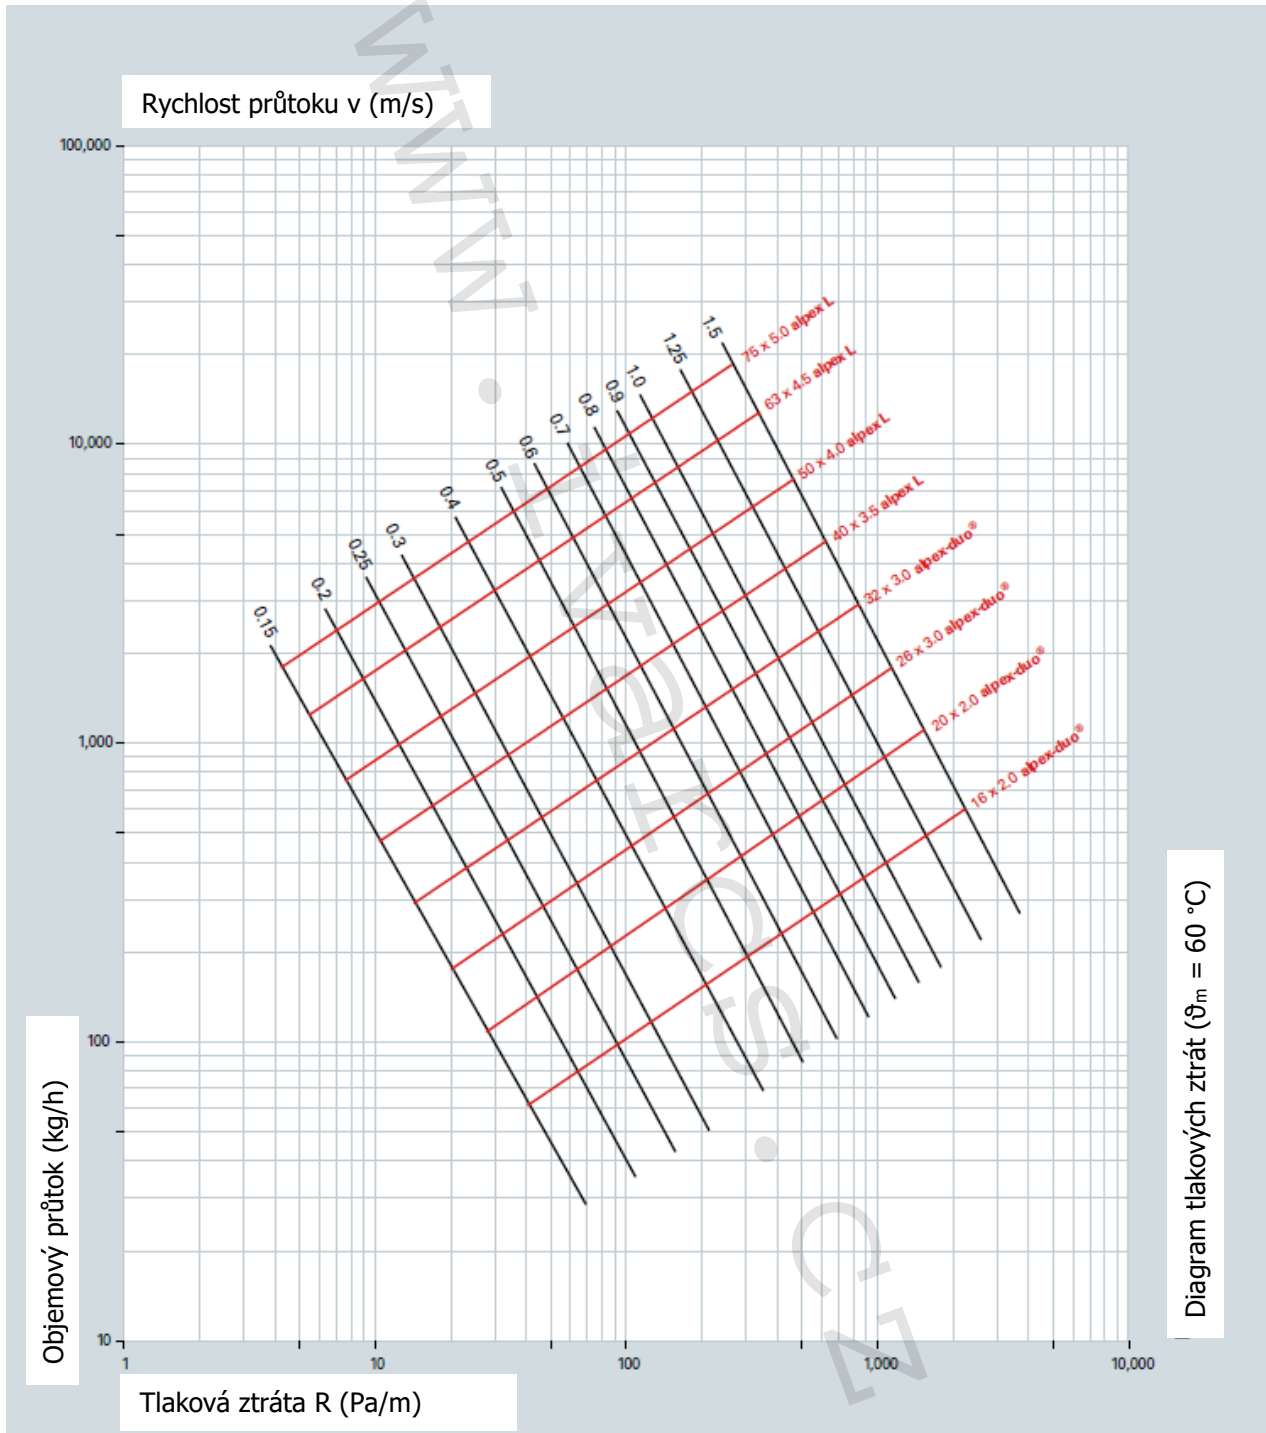 Rychlost průtoku v (m/s)
100,000
10,000
1,000
100
10
1
10
100
1,000
10,000
0.15
0.2
0.25
0.3
0.4
0.5
0.6
0.7
0.8
0.9
1.0
1.25
1.5
75 x 5.0 alpex L
63 x 4.5 alpex L
50 x 4.0 alpex L
40 x 3.5 alpex L
32 x 3.0 alpex-duo®
26 x 3.0 alpex-duo®
20 x 2.0 alpex-duo®
16 x 2.0 alpex-duo®
Objemový průtok (kg/h)
Tlaková ztráta R (Pa/m)
Diagram tlakových ztrát (ϑm = 60 °C)
www.ivarcs.cz